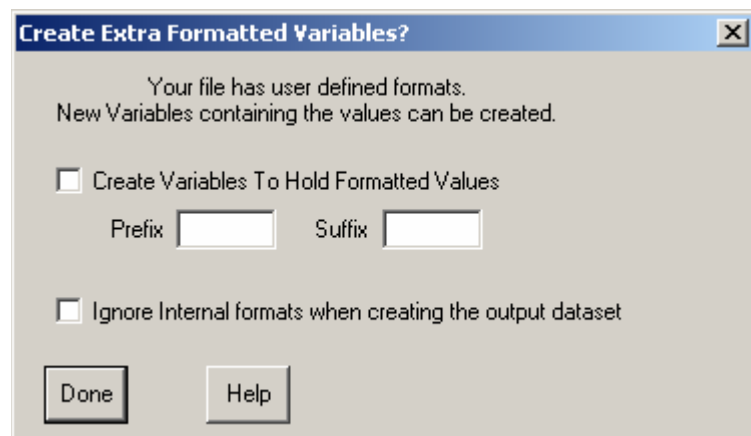 Create Extra Formatted Variables?
Your file has user defined formats.
New Variables containing the values can be created.
Create Variables To Hold Formatted Values
Prefix Suffix
Ignore Internal formats when creating the output dataset
Done Help